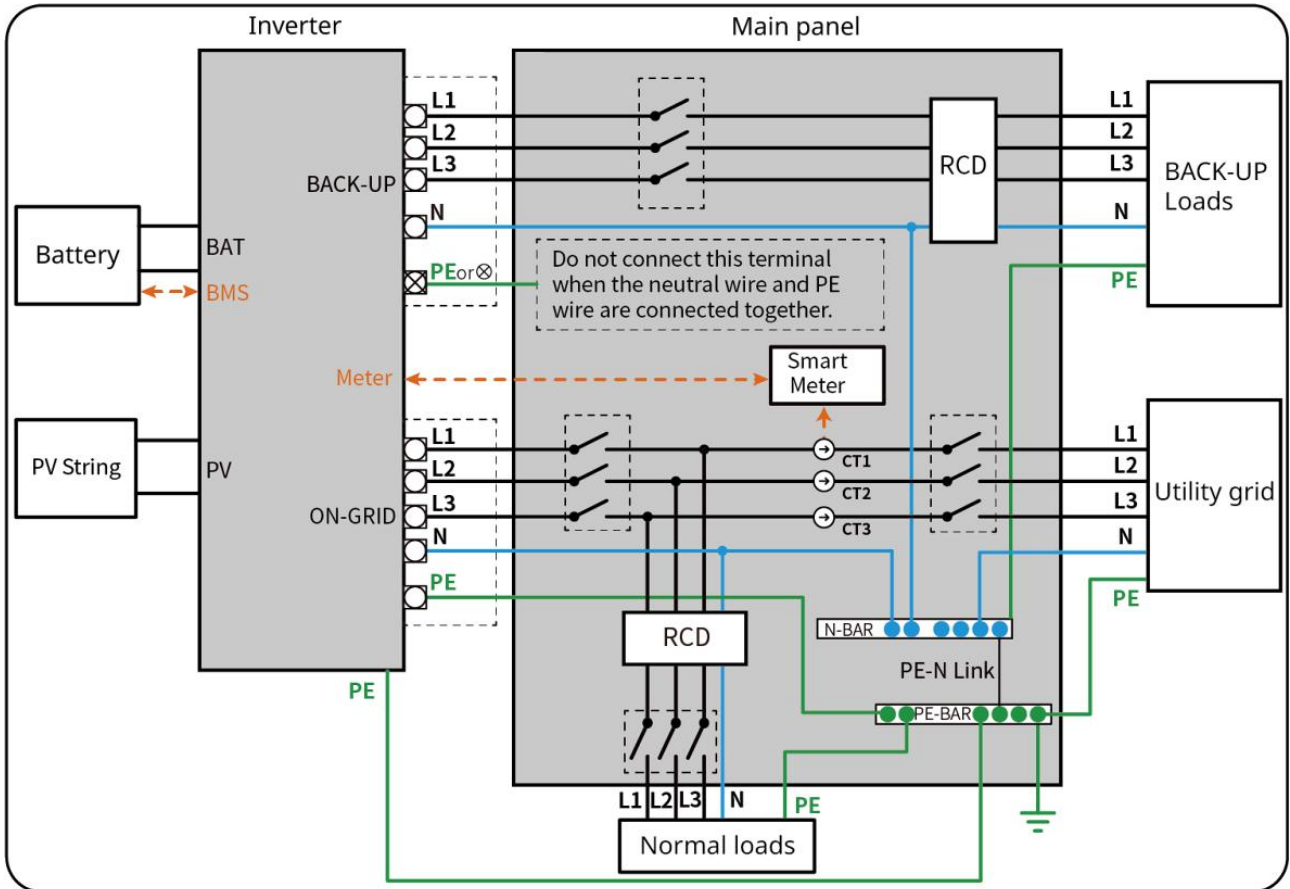 Inverter
Main panel
L1
L2
L3
BACK-UP
N
PEor⊗
RCD
L1
L2
L3
N
PE
BACK-UP
Loads
Battery
BAT
BMS
Do not connect this terminal
when the neutral wire and PE
wire are connected together.
Meter
Smart
Meter
PV String
PV
L1
L2
L3
ON-GRID
N
PE
CT1
CT2
CT3
L1
L2
L3
N
PE
Utility grid
RCD
N-BAR
PE-N Link
PE-BAR
PE
L1
L2
L3
N
PE
Normal loads